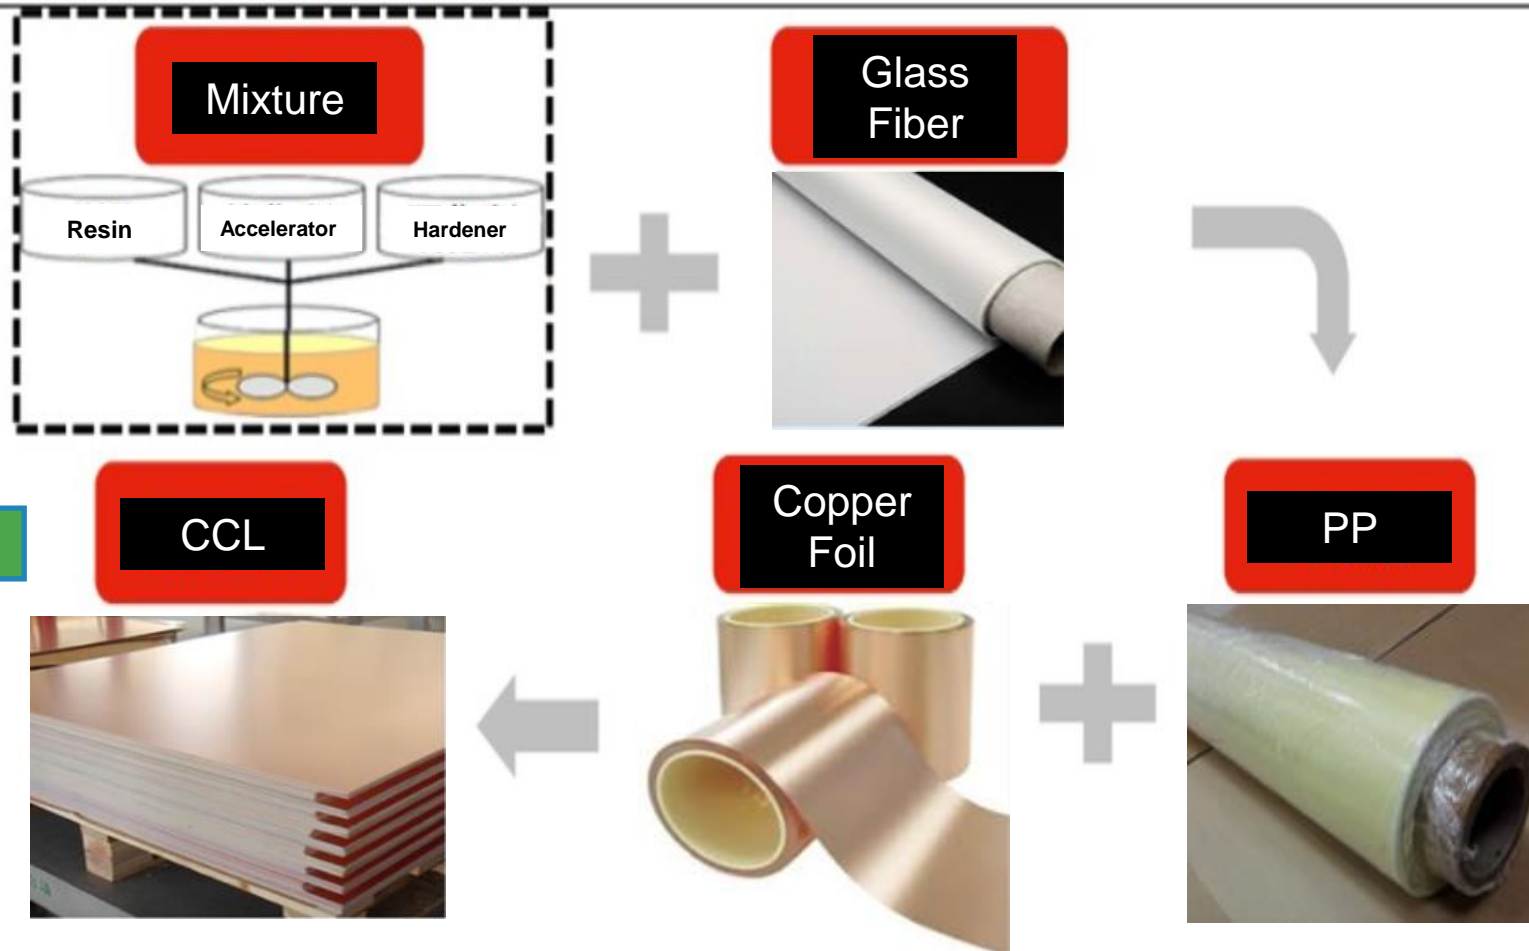 Mixture
Glass
Fiber
Resin
Accelerator
Hardener
CCL
Copper
Foil
PP